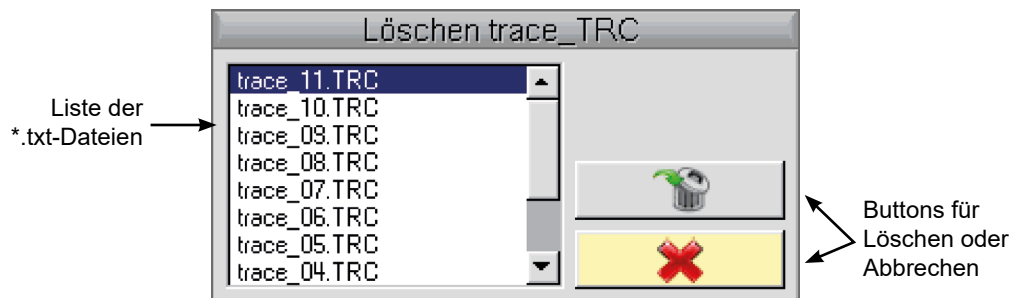 Löschen trace_TRC
trace_11.TRC
trace_10.TRC
trace_09.TRC
trace_08.TRC
trace_07.TRC
trace_06.TRC
trace_05.TRC
trace_04.TRC
Liste der
*.txt-Dateien
Buttons für
Löschen oder
Abbrechen